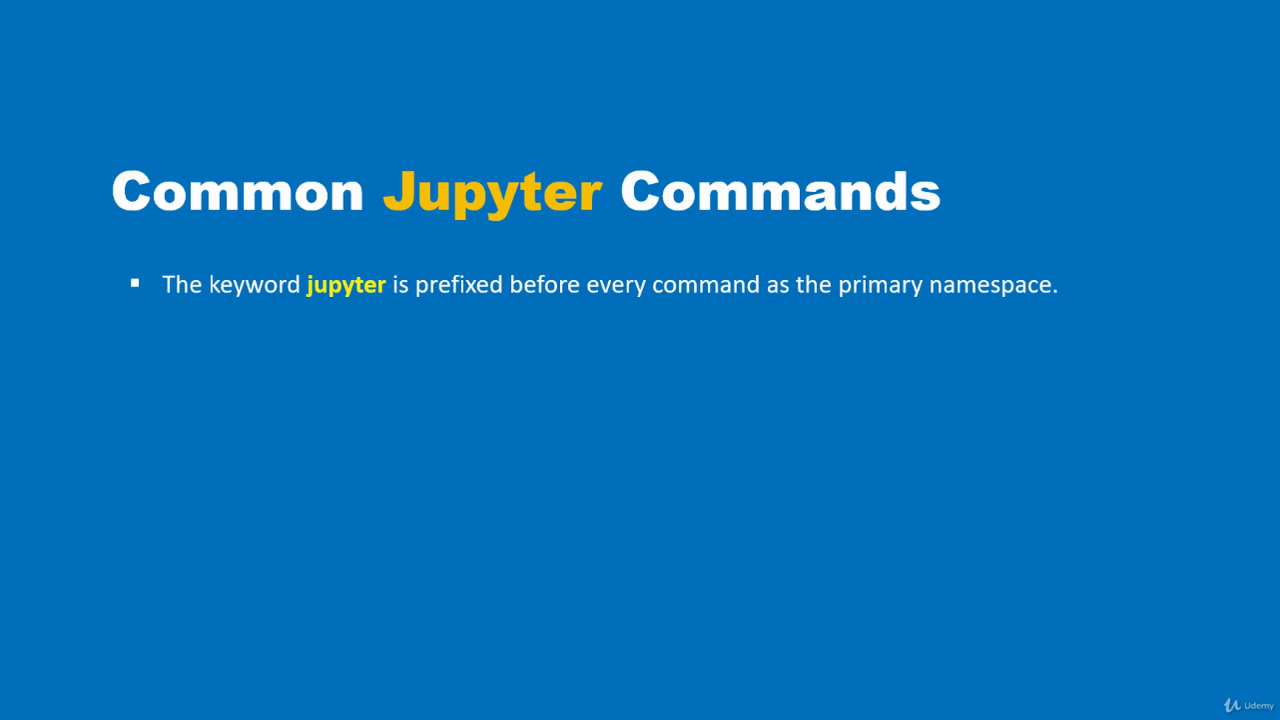 Common Jupyter Commands
▪ The keyword jupyter is prefixed before every command as the primary namespace.
Udemy